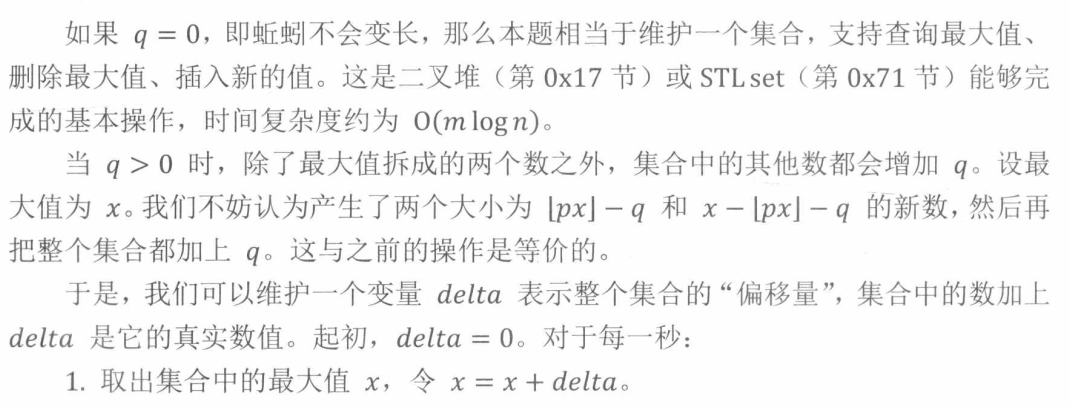 如果 q = 0，即蚯蚓不会变长，那么本题相当于维护一个集合，支持查询最大值、
删除最大值、插入新的值。这是二叉堆（第 0x17 节）或 STL set（第 0x71 节）能够完
成的基本操作，时间复杂度约为 O(m log n)。
当 q > 0 时，除了最大值拆成的两个数之外，集合中的其他数都会增加 q。设最
大值为 x。我们不妨认为产生了两个大小为 ⌊px⌋ − q 和 x − ⌊px⌋ − q 的新数，然后再
把整个集合都加上 q。这与之前的操作是等价的。
于是，我们可以维护一个变量 delta 表示整个集合的“偏移量”，集合中的数加上
delta 是它的真实数值。起初，delta = 0。对于每一秒：
1. 取出集合中的最大值 x，令 x = x + delta。